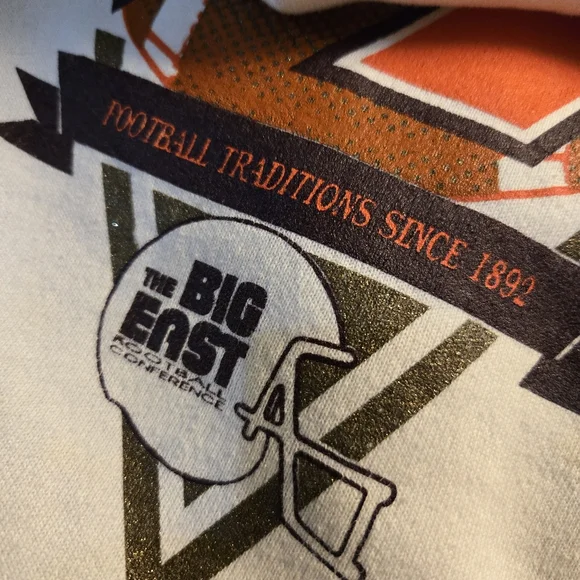 FOOTBALL TRADITIONS SINCE 1892
THE BIG
EAST
FOOTBALL
CONFERENCE